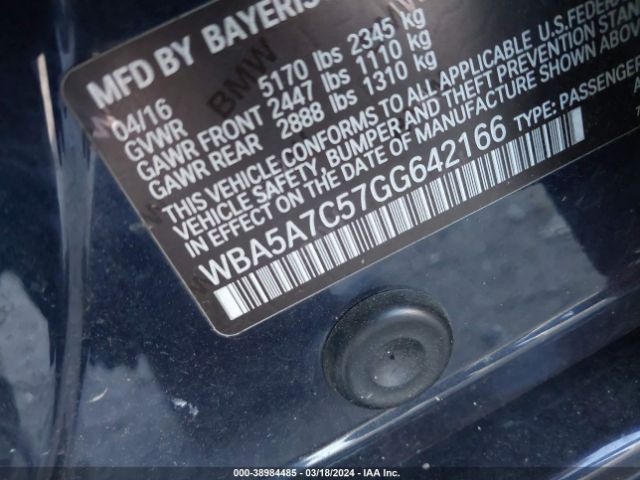 MFD BY BAYERIS
BMW
04/16
GVWR 5170 lbs 2345 kg
GAWR FRONT 2447 lbs 1110 kg
GAWR REAR 2888 lbs 1310 kg
THIS VEHICLE CONFORMS TO ALL APPLICABLE U.S. FEDERA
VEHICLE SAFETY, BUMPER AND THEFT PREVENTION STAN
IN EFFECT ON THE DATE OF MANUFACTURE SHOWN ABOVE
WBA5A7C57GG642166 TYPE: PASSENGER
000-38984485 - 03/18/2024 - IAA Inc.